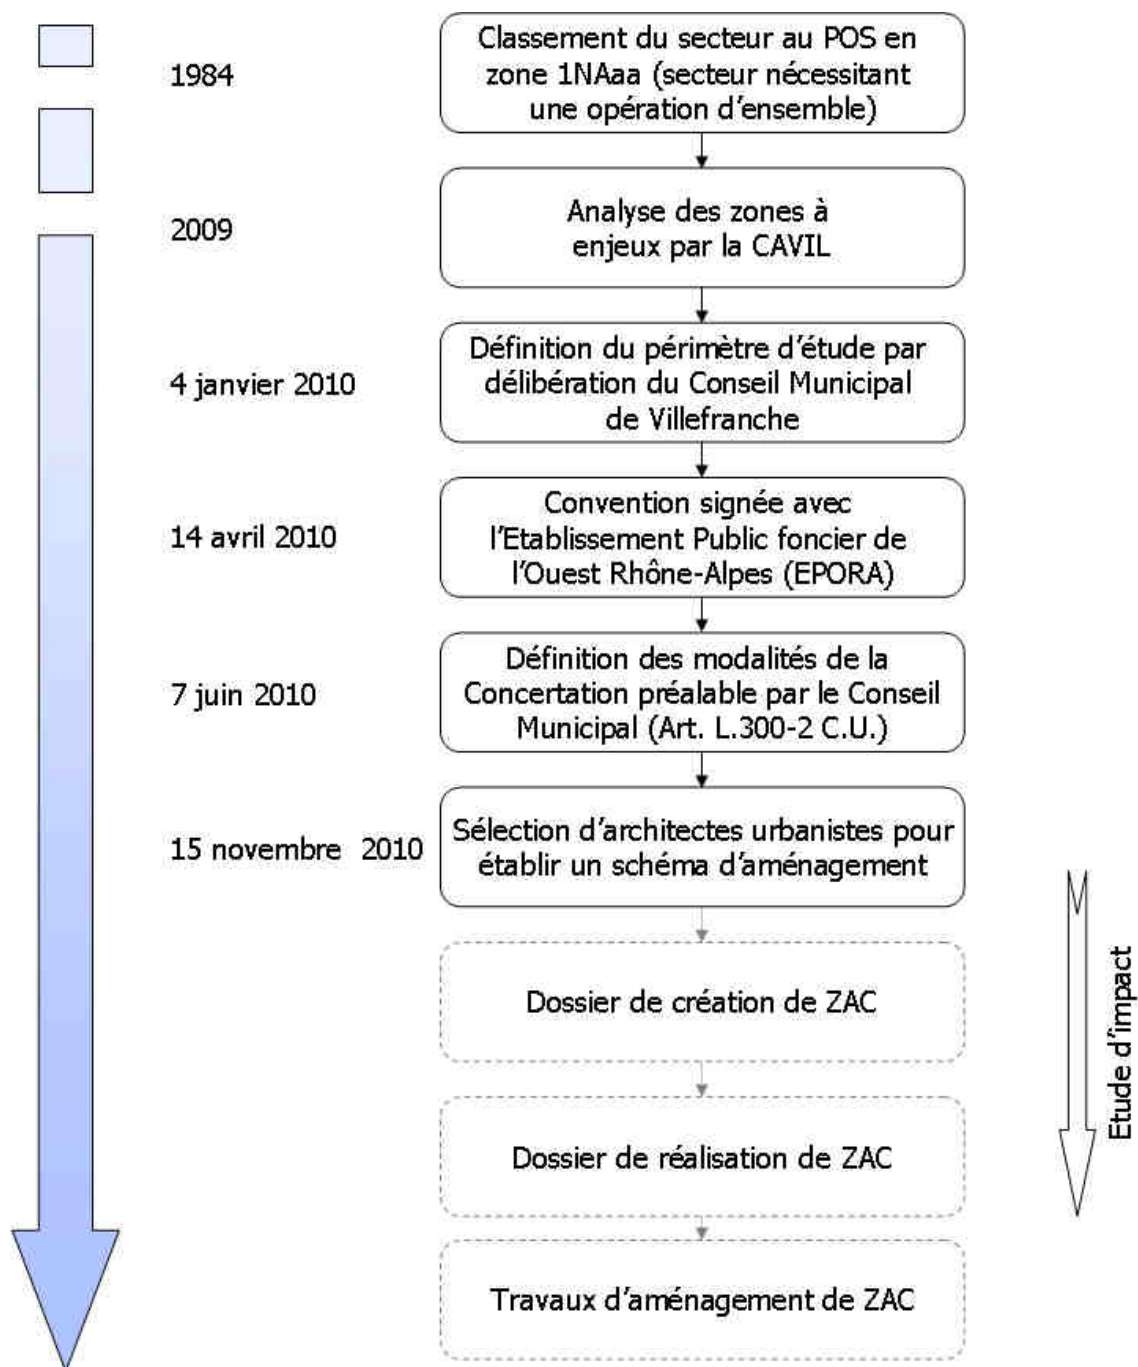 1984
Classement du secteur au POS en
zone 1NAaa (secteur nécessitant
une opération d'ensemble)
2009
Analyse des zones à
enjeux par la CAVIL
4 janvier 2010
Définition du périmètre d'étude par
délibération du Conseil Municipal
de Villefranche
14 avril 2010
Convention signée avec
l'Etablissement Public foncier de
l'Ouest Rhône-Alpes (EPORA)
7 juin 2010
Définition des modalités de la
Concertation préalable par le Conseil
Municipal (Art. L.300-2 C.U.)
15 novembre 2010
Sélection d'architectes urbanistes pour
établir un schéma d'aménagement
Dossier de création de ZAC
Dossier de réalisation de ZAC
Travaux d'aménagement de ZAC
Etude d'impact